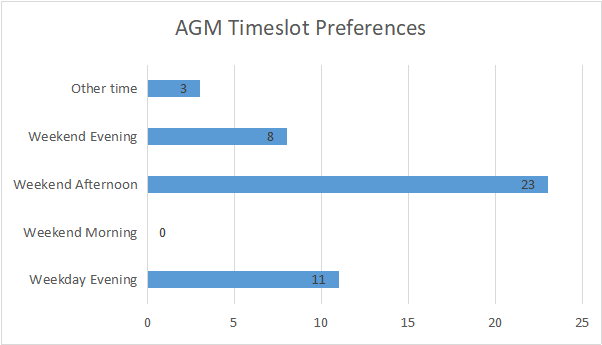 AGM Timeslot Preferences
Other time 3
Weekend Evening 8
Weekend Afternoon 23
Weekend Morning 0
Weekday Evening 11
0 5 10 15 20 25